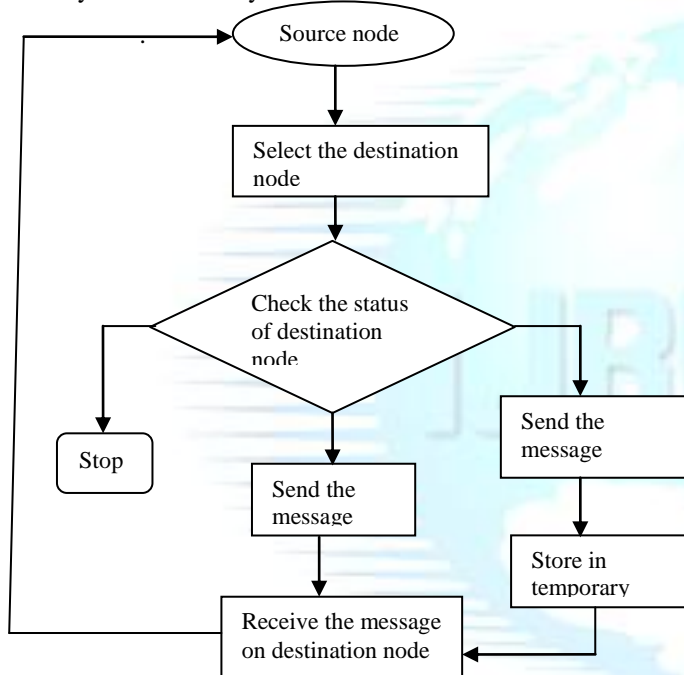 Source node
Select the destination
node
Check the status
of destination
node
Stop
Send the
message
Send the
message
Store in
temporary
Receive the message
on destination node